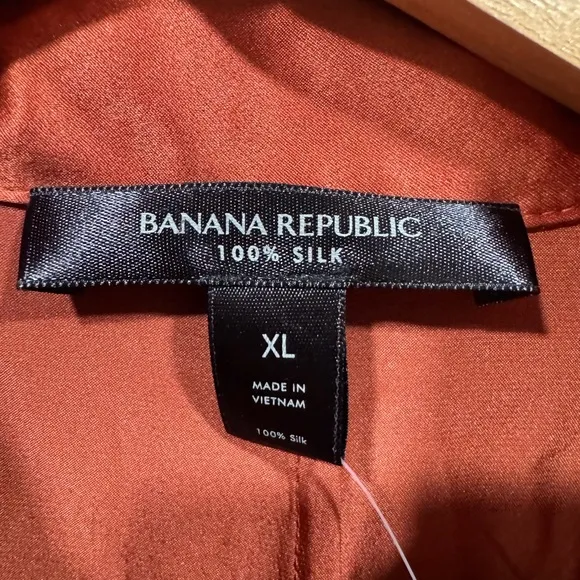 BANANA REPUBLIC
100% SILK
XL
MADE IN
VIETNAM
100% Silk